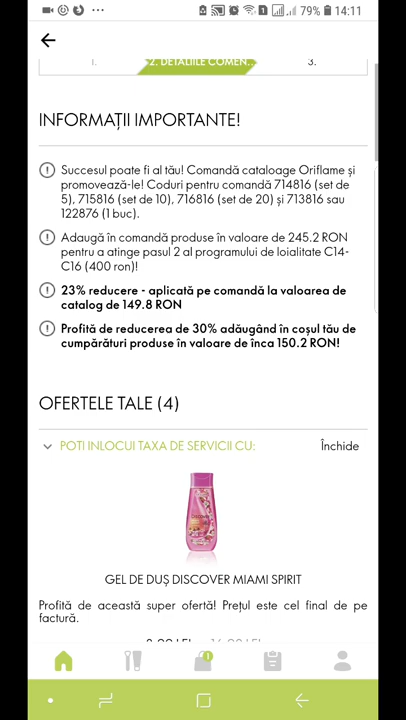 79% 14:11
1.
2. DETALIILE COMEN..
3.
INFORMAȚII IMPORTANTE!
Succesul poate fi al tău! Comandă cataloage Oriflame și
promovează-le! Coduri pentru comandă 714816 (set de
5), 715816 (set de 10), 716816 (set de 20) și 713816 sau
122876 (1 buc).
Adaugă în comandă produse în valoare de 245.2 RON
pentru a atinge pasul 2 al programului de loialitate C14-
C16 (400 ron)!
23% reducere - aplicată pe comandă la valoarea de
catalog de 149.8 RON
Profită de reducerea de 30% adăugând în coșul tău de
cumpărături produse în valoare de înca 150.2 RON!
OFERTELE TALE (4)
POTI INLOCUI TAXA DE SERVICII CU:
Închide
GEL DE DUȘ DISCOVER MIAMI SPIRIT
Profită de această super ofertă! Prețul este cel final de pe
factură.